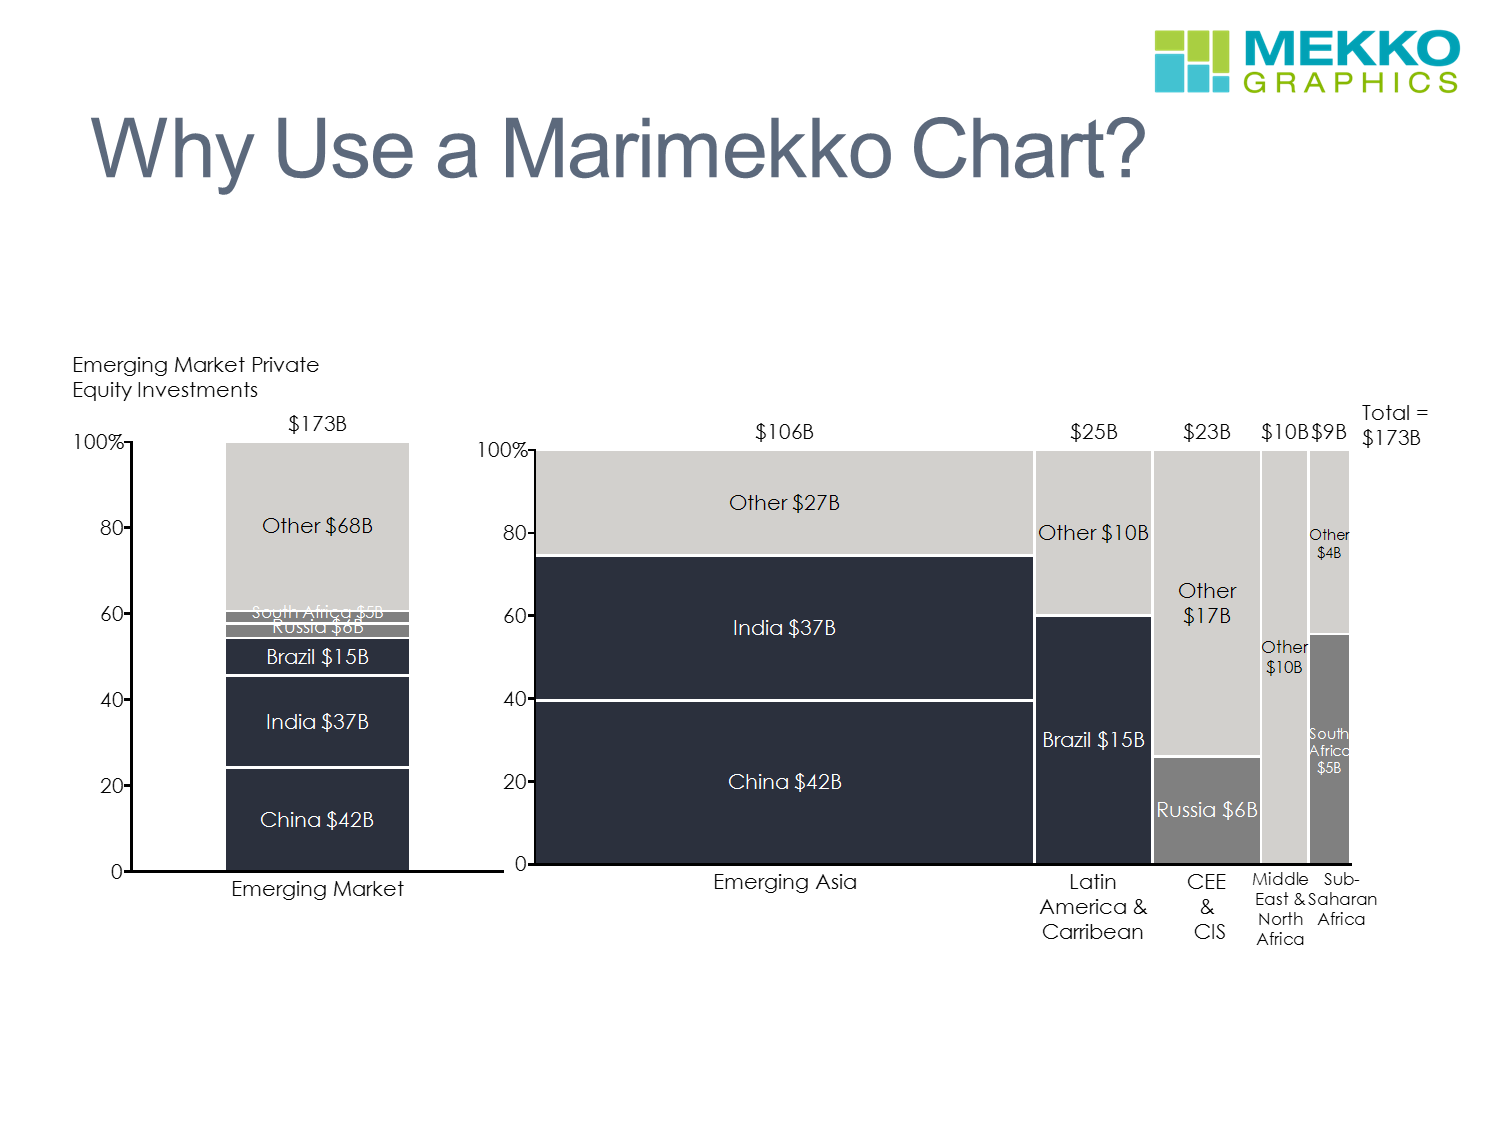 MEKKO
GRAPHICS
Why Use a Marimekko Chart?
Emerging Market Private
Equity Investments
$173B
100%
80
60
40
20
0
Other $68B
South Africa $5B
Russia $6B
Brazil $15B
India $37B
China $42B
Emerging Market
$106B
$25B
$23B
$10B
$9B
Total =
$173B
100%
80
60
40
20
0
Other $27B
India $37B
China $42B
Other $10B
Brazil $15B
Other
$17B
Russia $6B
Other
$10B
Other
$4B
South
Africa
$5B
Emerging Asia
Latin
America &
Carribean
CEE
&
CIS
Middle
East &
North
Africa
Sub-
Saharan
Africa